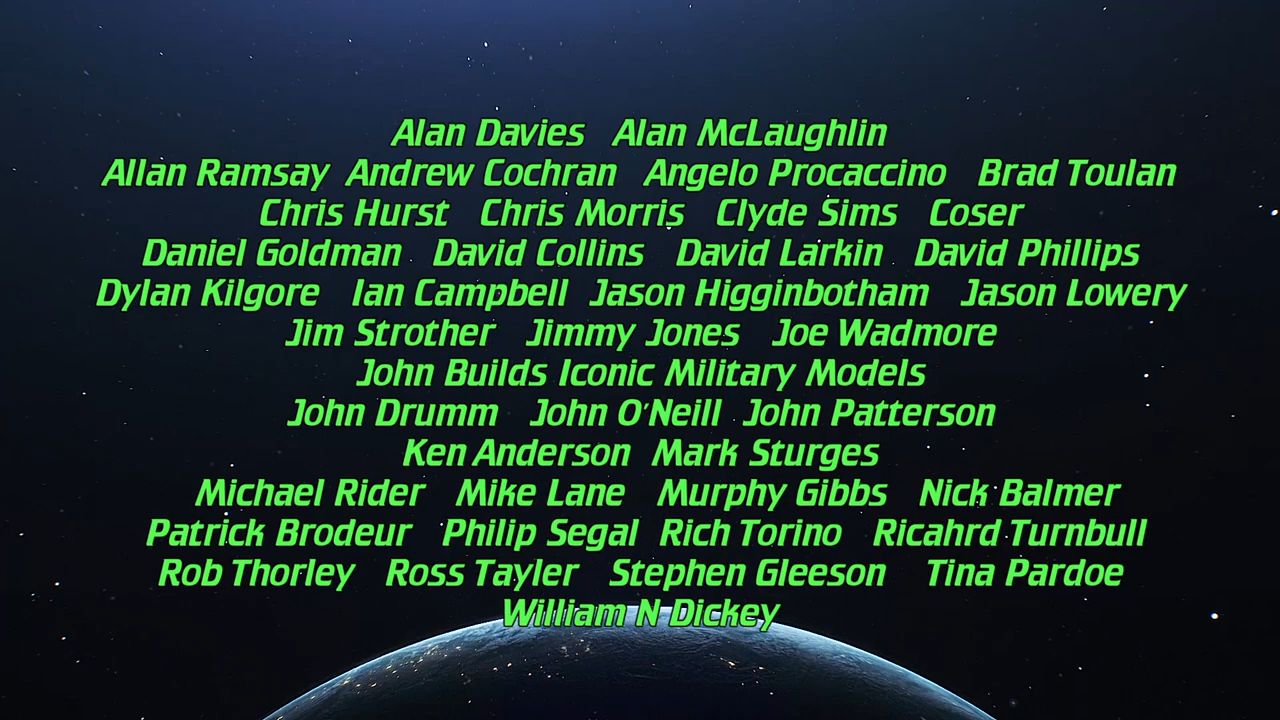 Alan Davies Alan McLaughlin
Allan Ramsay Andrew Cochran Angelo Procaccino Brad Toulan
Chris Hurst Chris Morris Clyde Sims Coser
Daniel Goldman David Collins David Larkin David Phillips
Dylan Kilgore Ian Campbell Jason Higginbotham Jason Lowery
Jim Strother Jimmy Jones Joe Wadmore
John Builds Iconic Military Models
John Drumm John O'Neill John Patterson
Ken Anderson Mark Sturges
Michael Rider Mike Lane Murphy Gibbs Nick Balmer
Patrick Brodeur Philip Segal Rich Torino Ricahrd Turnbull
Rob Thorley Ross Tayler Stephen Gleeson Tina Pardoe
William N Dickey